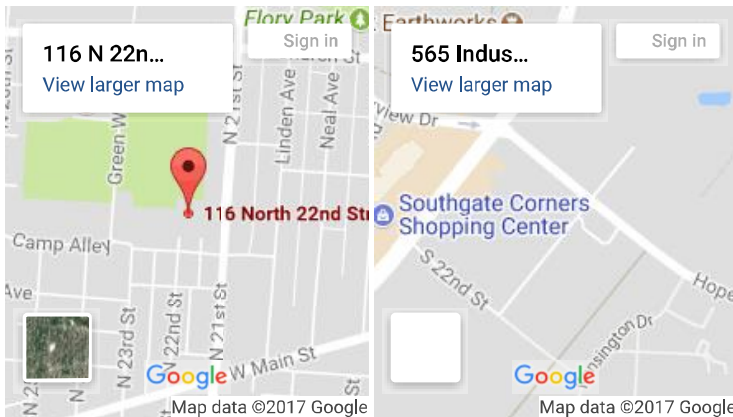 Flory Park
116 N 22n...
View larger map
Sign in
Green W
N 21st St
Linden Ave
Neal Ave
116 North 22nd Str
Camp Alley
Ave
N 23rd St
N 22nd St
N 21st St
W Main St
N
Google
Map data ©2017 Google
Earthworks
565 Indus...
View larger map
Sign in
view Dr
Southgate Corners
Shopping Center
S 22nd St
Hope
nsington Dr
Google
Map data ©2017 Google